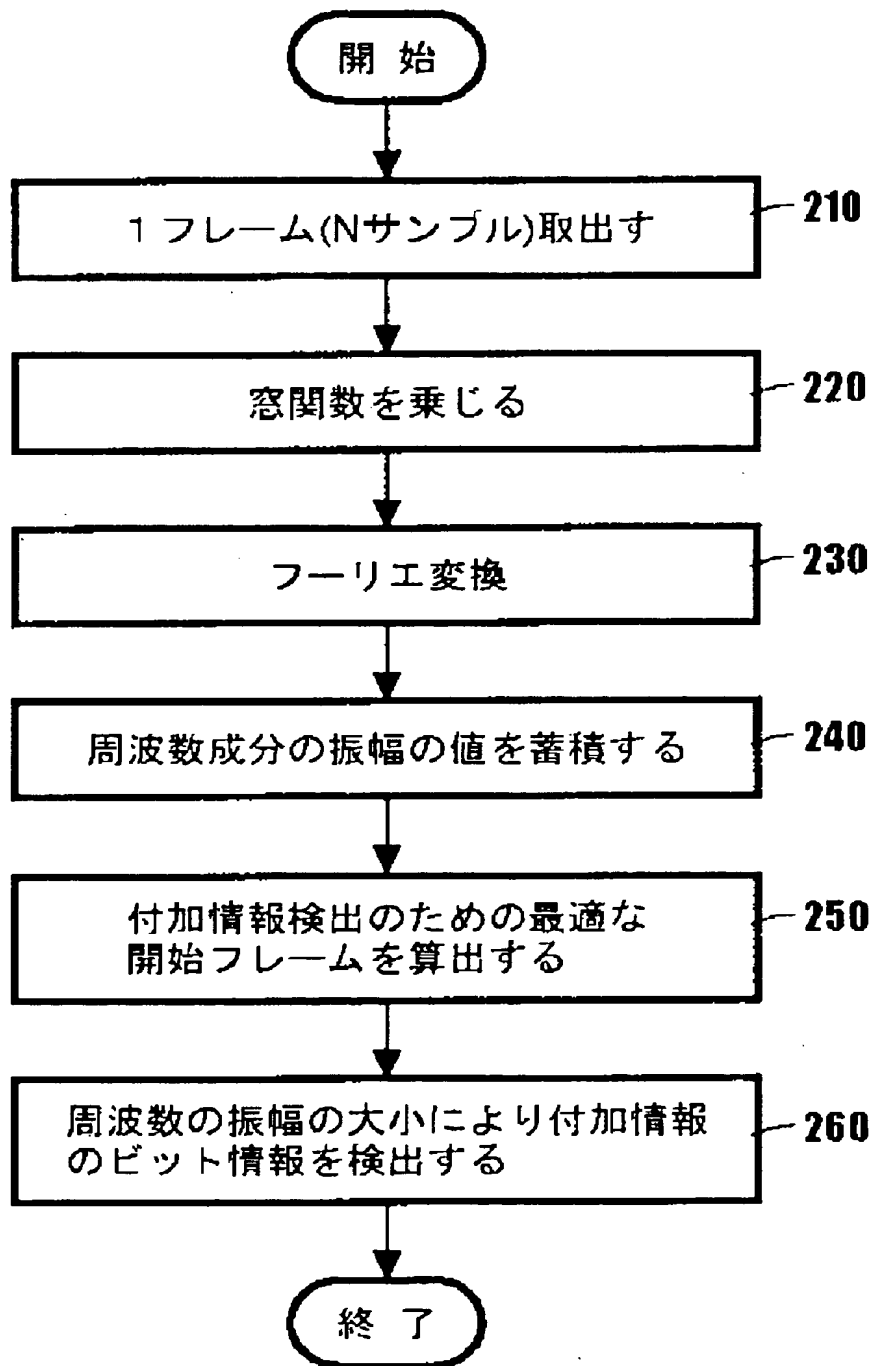 開始
1フレーム(Nサンプル)取出す
210
窓関数を乗じる
220
フーリエ変換
230
周波数成分の振幅の値を蓄積する
240
付加情報検出のための最適な
開始フレームを算出する
250
周波数の振幅の大小により付加情報
のビット情報を検出する
260
終了